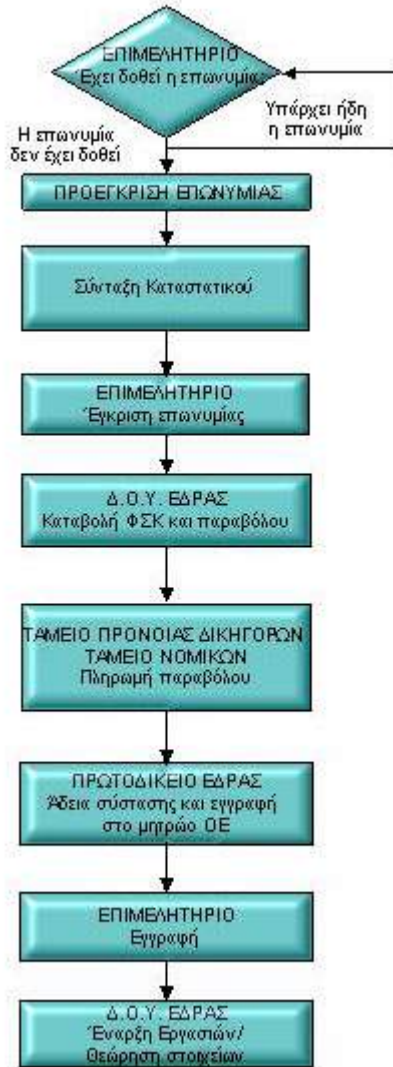 ΕΠΙΜΕΛΗΤΗΡΙΟ
Έχει δοθεί η επωνυμία;
Υπάρχει ήδη
η επωνυμία
Η επωνυμία
δεν έχει δοθεί
ΠΡΟΕΓΚΡΙΣΗ ΕΠΩΝΥΜΙΑΣ
Σύνταξη Καταστατικού
ΕΠΙΜΕΛΗΤΗΡΙΟ
Έγκριση επωνυμίας
Δ.Ο.Υ. ΕΔΡΑΣ
Καταβολή ΦΣΚ και παραβόλου
ΤΑΜΕΙΟ ΠΡΟΝΟΙΑΣ ΔΙΚΗΓΟΡΩΝ
ΤΑΜΕΙΟ ΝΟΜΙΚΩΝ
Πληρωμή παραβόλου
ΠΡΩΤΟΔΙΚΕΙΟ ΕΔΡΑΣ
Άδεια σύστασης και εγγραφή
στο μητρώο ΟΕ
ΕΠΙΜΕΛΗΤΗΡΙΟ
Εγγραφή
Δ.Ο.Υ. ΕΔΡΑΣ
Έναρξη Εργασιών/
Θεώρηση στοιχείων